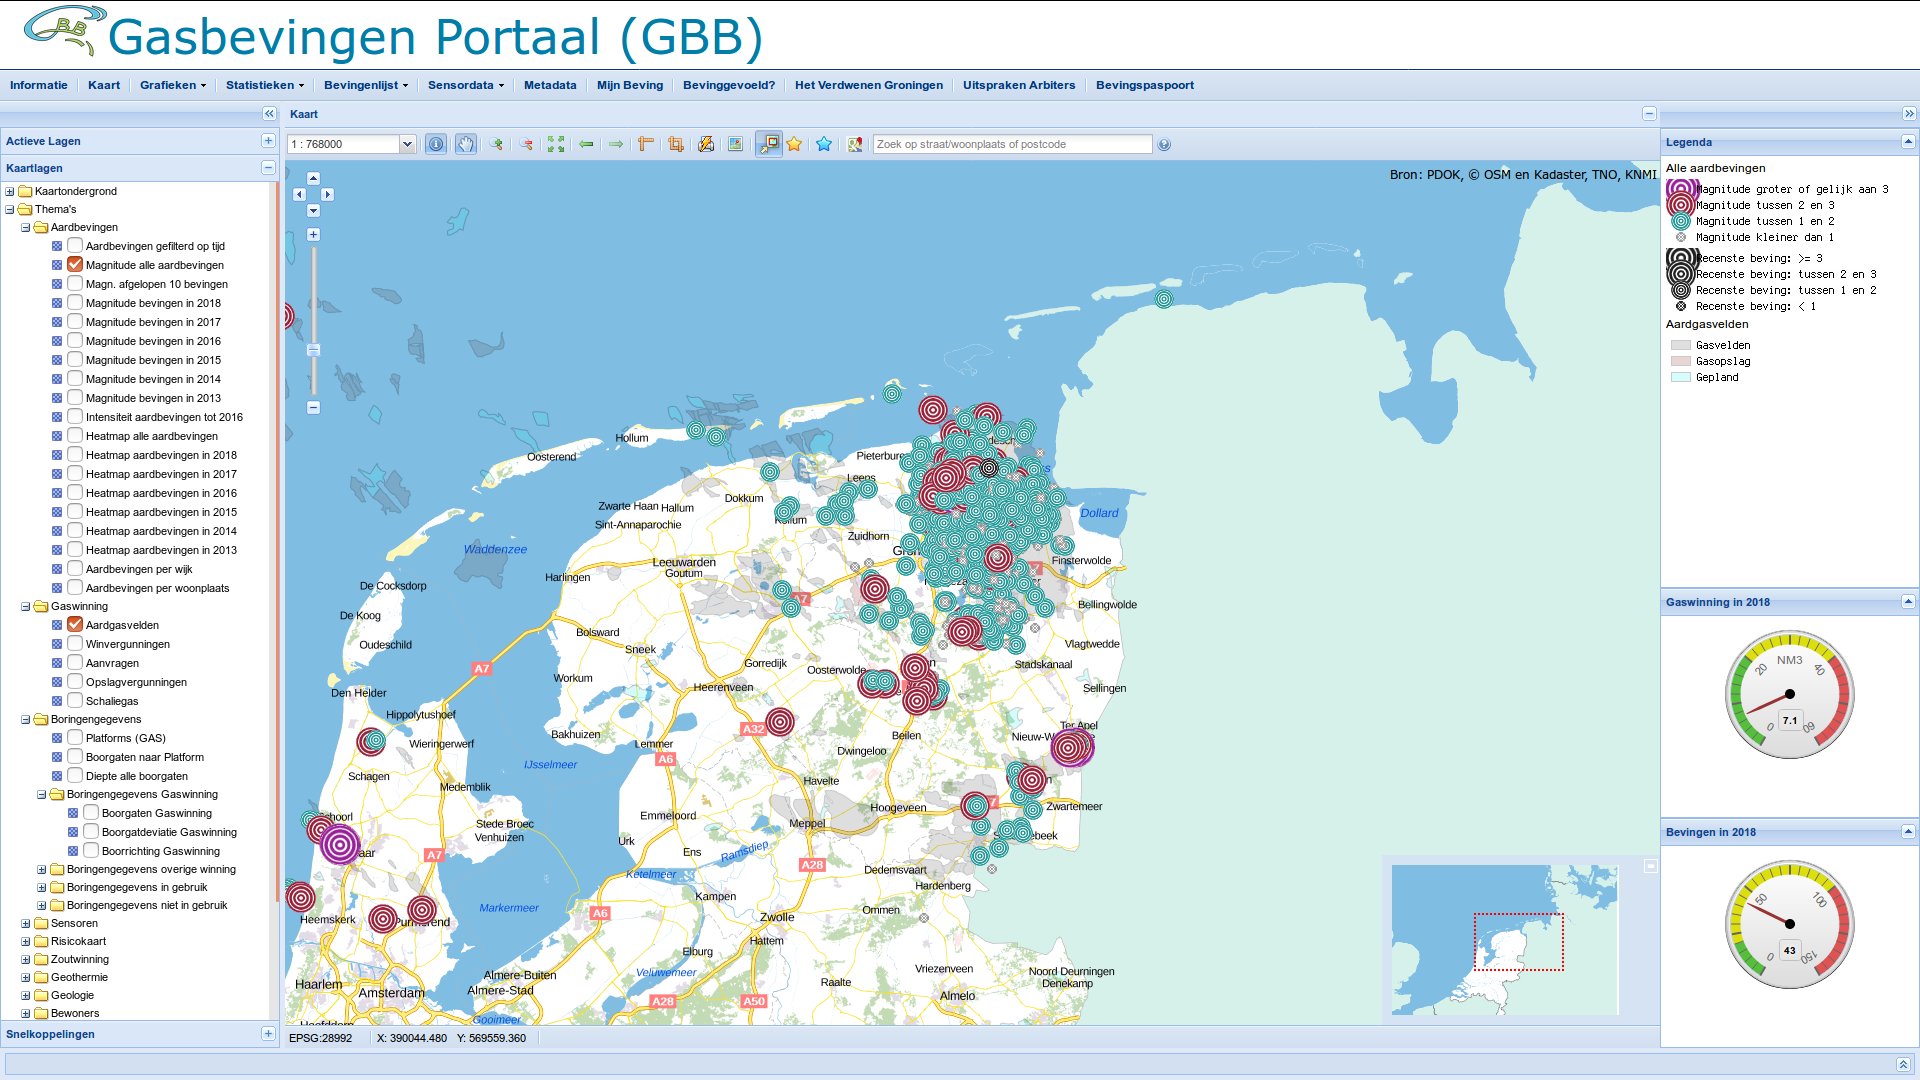 Gasbevingen Portaal (GBB)
Informatie Kaart Grafieken Statistieken Bevingenlijst Sensordata Metadata Mijn Beving Bevinggevoeld? Het Verdwenen Groningen Uitspraken Arbiters Bevingspaspoort
Actieve Lagen
Kaartlagen
Kaartondergrond
Thema's
Aardbevingen
Aardbevingen gefilterd op tijd
Magnitude alle aardbevingen
Magn. afgelopen 10 bevingen
Magnitude bevingen in 2018
Magnitude bevingen in 2017
Magnitude bevingen in 2016
Magnitude bevingen in 2015
Magnitude bevingen in 2014
Magnitude bevingen in 2013
Intensiteit aardbevingen tot 2016
Heatmap alle aardbevingen
Heatmap aardbevingen in 2018
Heatmap aardbevingen in 2017
Heatmap aardbevingen in 2016
Heatmap aardbevingen in 2015
Heatmap aardbevingen in 2014
Heatmap aardbevingen in 2013
Aardbevingen per wijk
Aardbevingen per woonplaats
Gaswinning
Aardgasvelden
Winvergunningen
Aanvragen
Opslagvergunningen
Schaliegas
Boringengegevens
Platforms (GAS)
Boorgaten naar Platform
Diepte alle boorgaten
Boringengegevens Gaswinning
Boorgaten Gaswinning
Boorgatdeviatie Gaswinning
Boorrichting Gaswinning
Boringengegevens overige winning
Boringengegevens in gebruik
Boringengegevens niet in gebruik
Sensoren
Risicokaart
Zoutwinning
Geothermie
Geologie
Bewoners
Snelkoppelingen
Kaart
1 : 768000
Zoek op straat/woonplaats of postcode
Bron: PDOK, © OSM en Kadaster, TNO, KNMI
Hollum
Oosterend
Pieterbure
Leens
Dokkum
Zwarte Haan
Hallum
Sint-Annaparochie
Kollum
Dollard
Zuidhorn
Waddenzee
Leeuwarden
Goutum
Finsterwolde
Harlingen
De Cocksdorp
A7
Bellingwolde
De Koog
Bolsward
Oudeschild
Sneek
Vlagtwedde
Gorredijk
Oosterwolde
Stadskanaal
A7
Workum
Heerenveen
Sellingen
Den Helder
Hippolytushoef
Ter Apel
A32
Bakhuizen
Lemmer
Beilen
Wieringerwerf
Dwingeloo
A6
IJsselmeer
Schagen
Havelte
Medemblik
Zwartemeer
Hoogeveen
Emmeloord
Meppel
Stede Broec
Venhuizen
Urk
Ens
Ramsdiep
A7
A28
Dedemsvaart
Ketelmeer
Hardenberg
Kampen
Markermeer
A6
Ommen
Zwolle
Heemskerk
Purmerend
Hattem
Elburg
Almere-Buiten
Veluwemeer
Vriezenveen
Noord Deurningen
Denekamp
Haarlem
Amsterdam
Almere-Stad
Raalte
Almelo
A28
A50
Gooimeer
EPSG:28992 X: 390044.480 Y: 569559.360
Legenda
Alle aardbevingen
Magnitude groter of gelijk aan 3
Magnitude tussen 2 en 3
Magnitude tussen 1 en 2
Magnitude kleiner dan 1
Recenste beving: >= 3
Recenste beving: tussen 2 en 3
Recenste beving: tussen 1 en 2
Recenste beving: < 1
Aardgasvelden
Gasvelden
Gasopslag
Gepland
Gaswinning in 2018
NM3
0 20 40 60
7.1
Bevingen in 2018
0 50 100 150
43